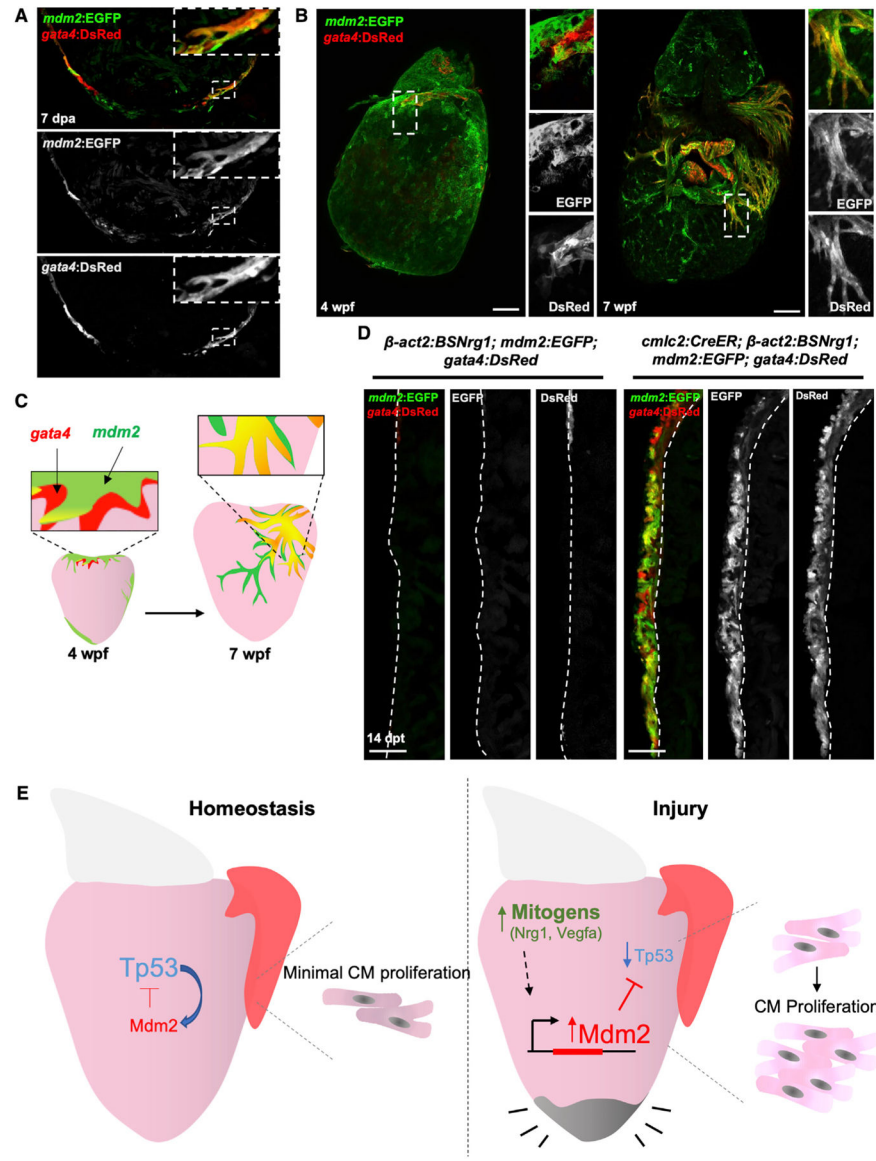 A
mdm2:EGFP
gata4:DsRed
7 dpa
mdm2:EGFP
gata4:DsRed
B
mdm2:EGFP
gata4:DsRed
4 wpf
EGFP
DsRed
7 wpf
EGFP
DsRed
C
gata4
mdm2
4 wpf
7 wpf
D
β-act2:BSNrg1; mdm2:EGFP;
gata4:DsRed
cmlc2:CreER; β-act2:BSNrg1;
mdm2:EGFP; gata4:DsRed
mdm2:EGFP
gata4:DsRed
EGFP
DsRed
14 dpt
mdm2:EGFP
gata4:DsRed
EGFP
DsRed
E
Homeostasis
Tp53
Mdm2
Minimal CM proliferation
Injury
Mitogens
(Nrg1, Vegfa)
Tp53
Mdm2
CM Proliferation